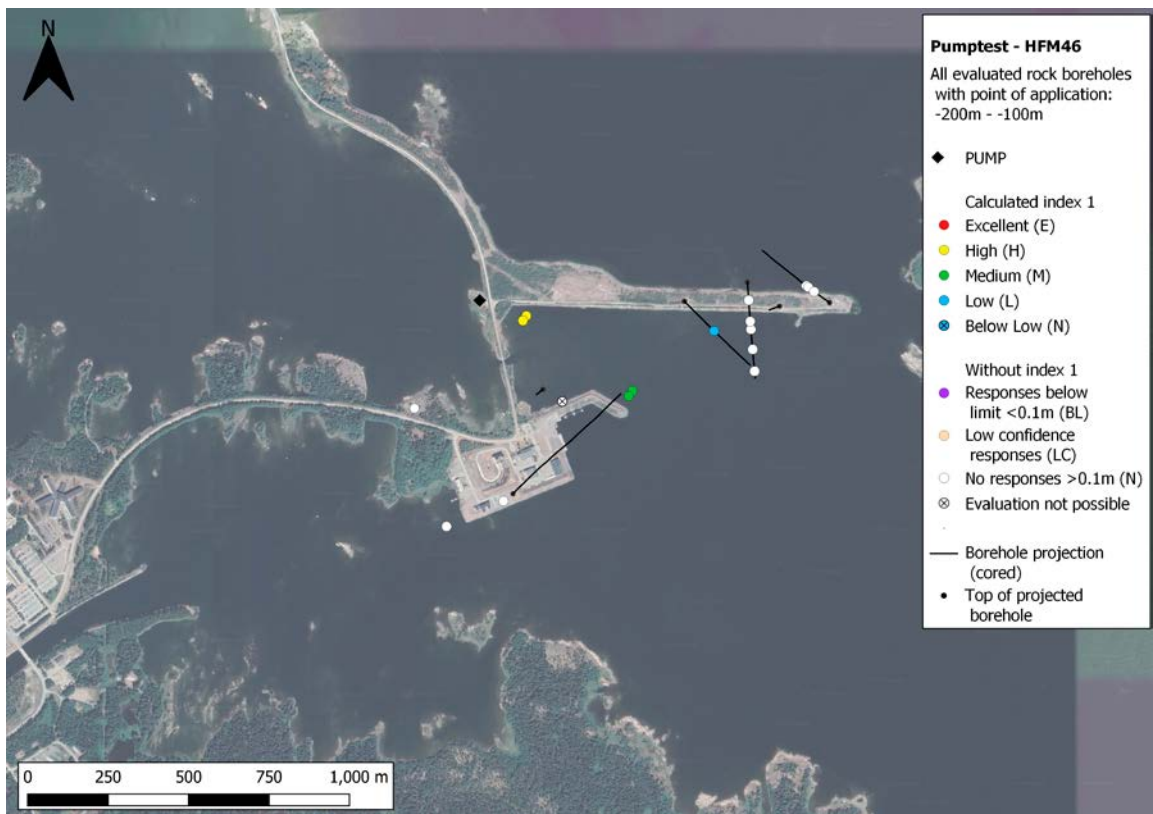 N
Pumptest - HFM46
All evaluated rock boreholes
with point of application:
-200m - -100m
PUMP
Calculated index 1
Excellent (E)
High (H)
Medium (M)
Low (L)
Below Low (N)
Without index 1
Responses below
limit <0.1m (BL)
Low confidence
responses (LC)
No responses >0.1m (N)
Evaluation not possible
Borehole projection
(cored)
Top of projected
borehole
0 250 500 750 1,000 m